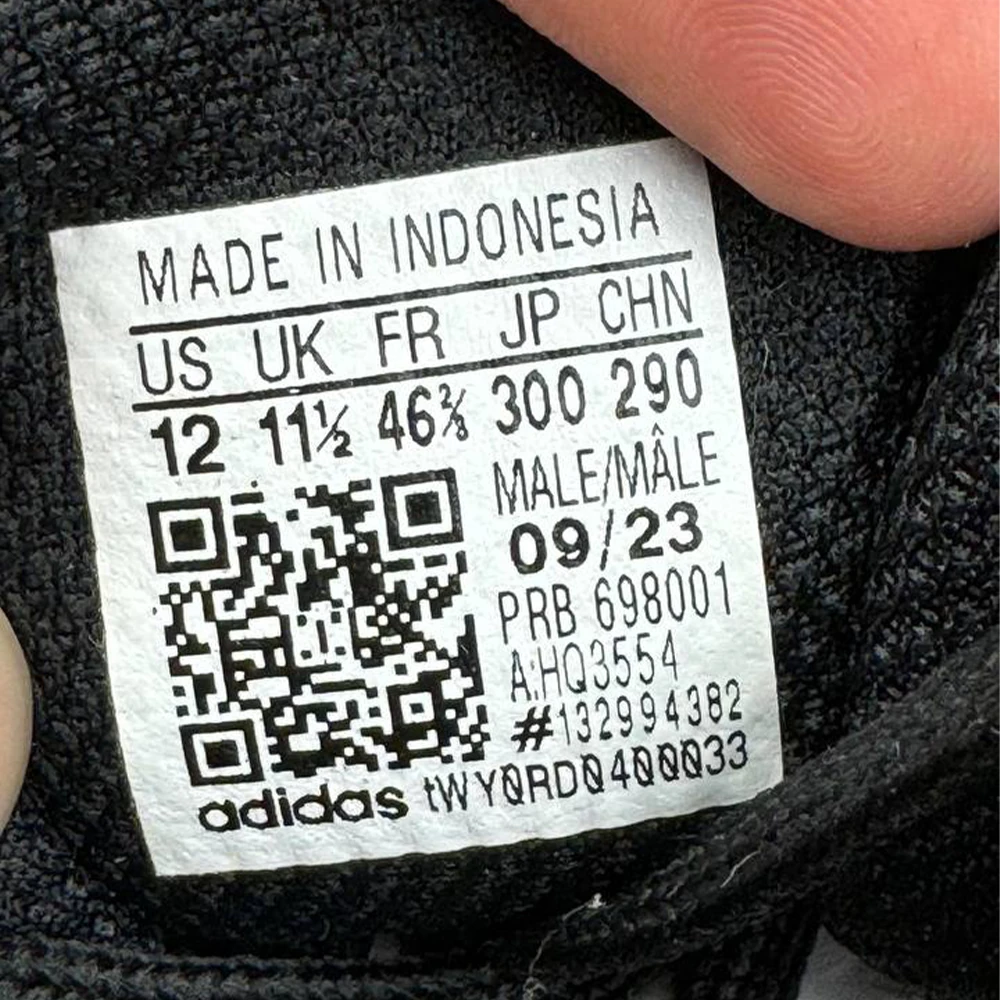 MADE IN INDONESIA
US UK FR JP CHN
12 11½ 46⅔ 300 290
MALE/MÂLE
09/23
PRB 698001
A:HQ3554
#132994382
adidas tWY0RD0400033